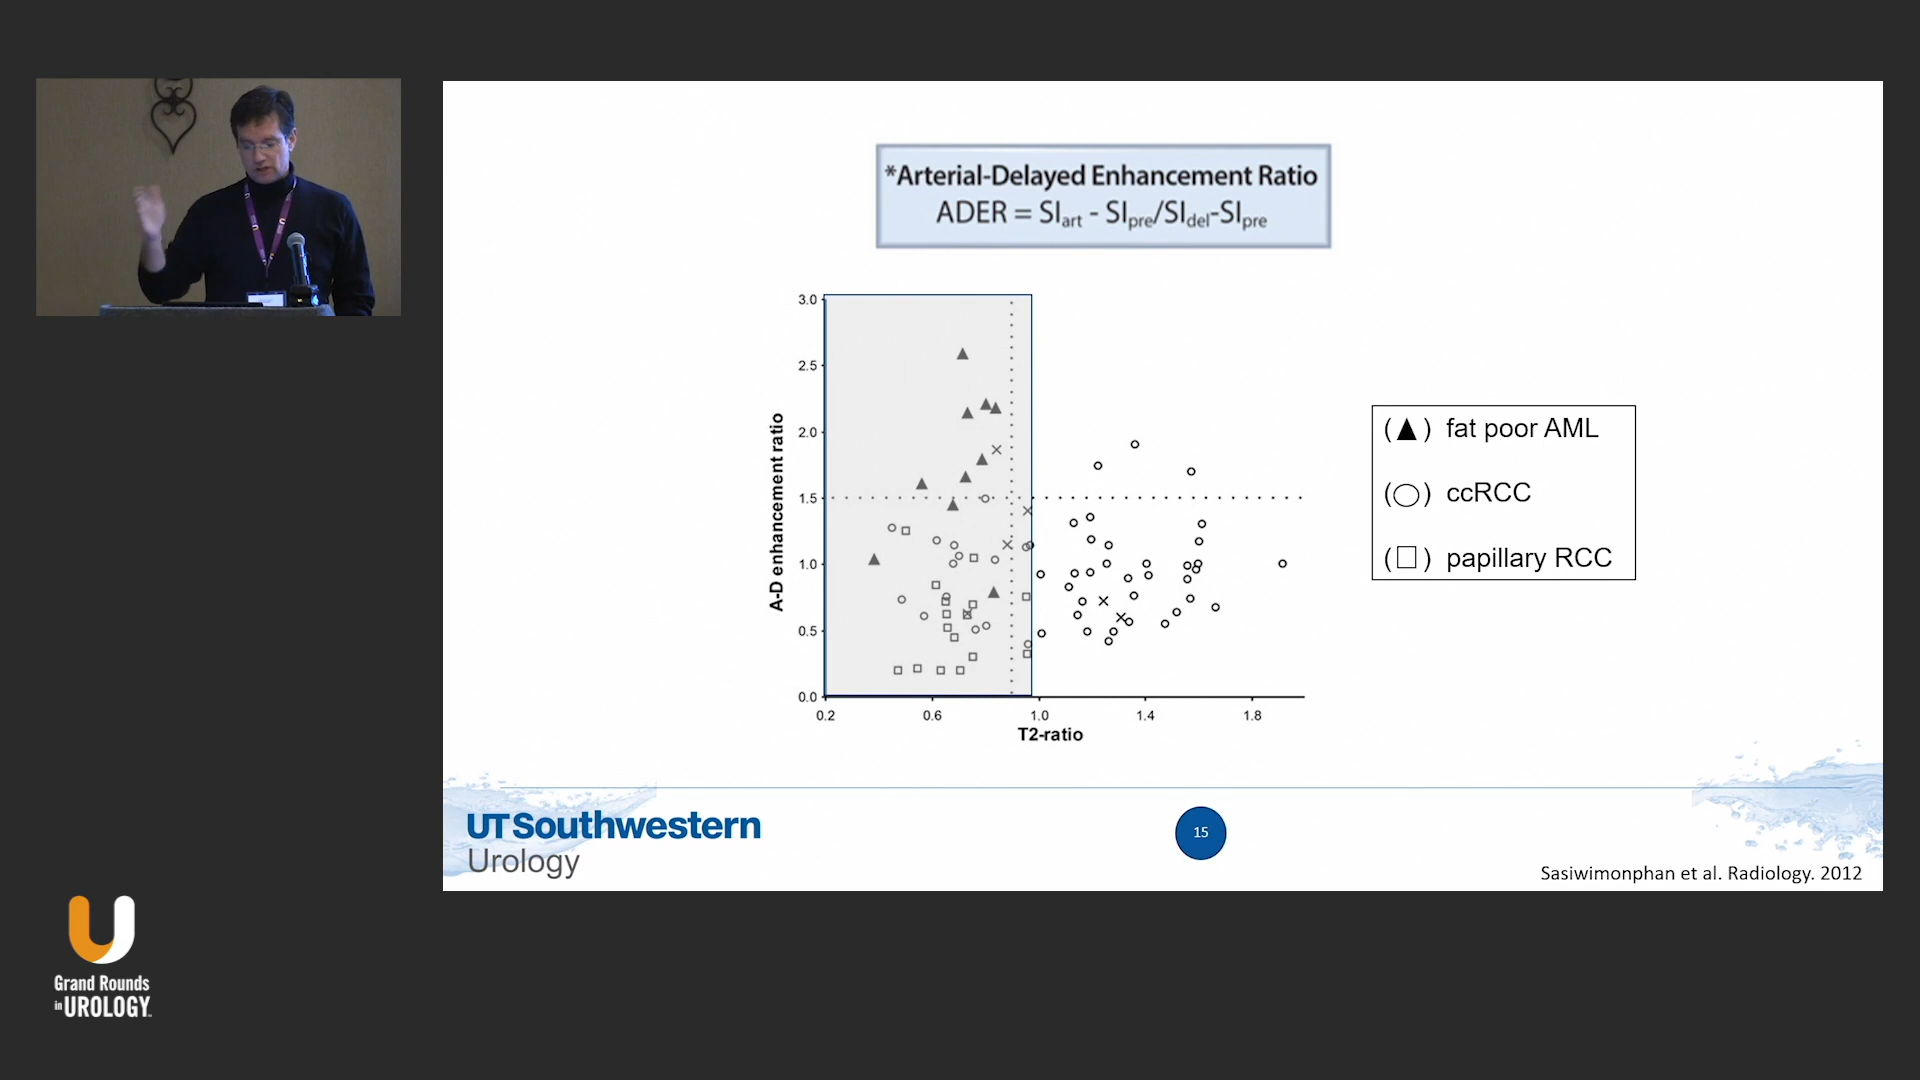 *Arterial-Delayed Enhancement Ratio
ADER = SIart - SIpre/SIdel-SIpre
3.0
2.5
2.0
1.5
1.0
0.5
0.0
A-D enhancement ratio
0.2 0.6 1.0 1.4 1.8
T2-ratio
(▲) fat poor AML
(○) ccRCC
(□) papillary RCC
UTSouthwestern
Urology
15
Sasiwimonphan et al. Radiology. 2012
Grand Rounds
in UROLOGY